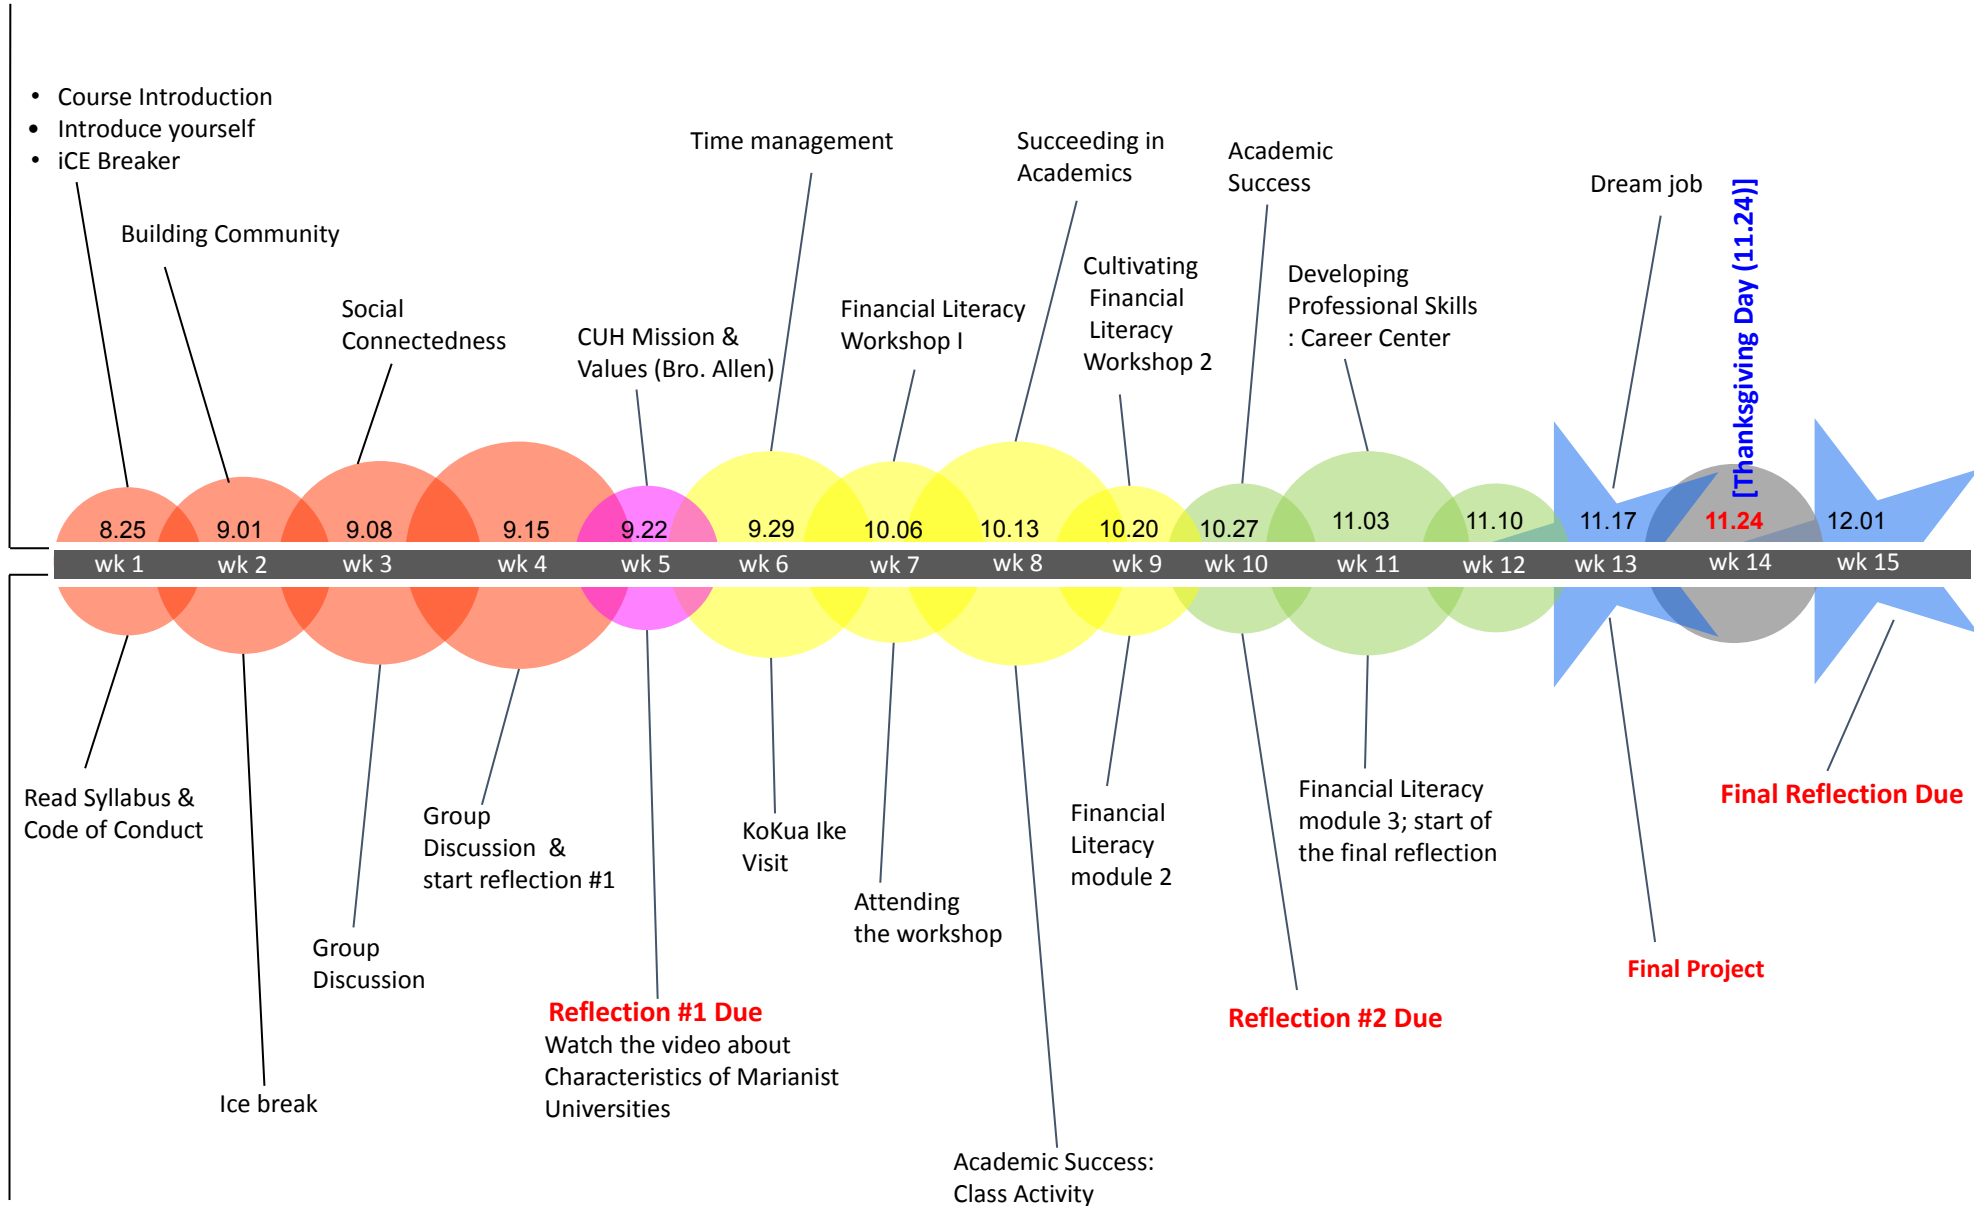 • Course Introduction
• Introduce yourself
• iCE Breaker
Building Community
Social
Connectedness
CUH Mission &
Values (Bro. Allen)
Time management
Financial Literacy
Workshop I
Succeeding in
Academics
Cultivating
Financial
Literacy
Workshop 2
Academic
Success
Developing
Professional Skills
: Career Center
Dream job
[Thanksgiving Day (11.24)]
8.25
9.01
9.08
9.15
9.22
9.29
10.06
10.13
10.20
10.27
11.03
11.10
11.17
11.24
12.01
wk 1
wk 2
wk 3
wk 4
wk 5
wk 6
wk 7
wk 8
wk 9
wk 10
wk 11
wk 12
wk 13
wk 14
wk 15
Read Syllabus &
Code of Conduct
Ice break
Group
Discussion
Group
Discussion &
start reflection #1
Reflection #1 Due
Watch the video about
Characteristics of Marianist
Universities
KoKua Ike
Visit
Attending
the workshop
Academic Success:
Class Activity
Financial
Literacy
module 2
Reflection #2 Due
Financial Literacy
module 3; start of
the final reflection
Final Project
Final Reflection Due